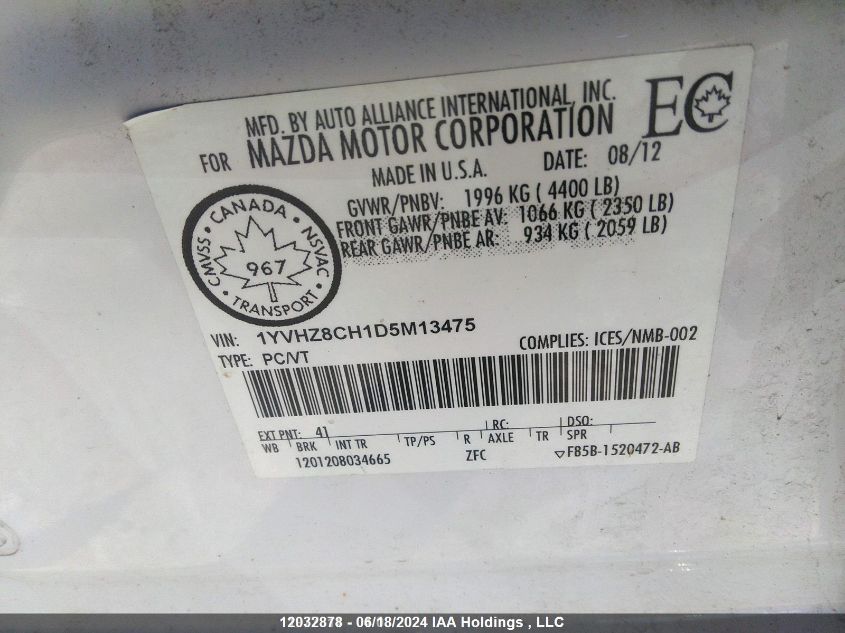 MFD. BY AUTO ALLIANCE INTERNATIONAL, INC.
FOR MAZDA MOTOR CORPORATION
EC
MADE IN U.S.A. DATE: 08/12
GVWR/PNBV: 1996 KG ( 4400 LB)
FRONT GAWR/PNBE AV: 1066 KG ( 2350 LB)
REAR GAWR/PNBE AR: 934 KG ( 2059 LB)
CANADA • NSVAC • TRANSPORT • CMVSS •
967
VIN: 1YVHZ8CH1D5M13475
COMPLIES: ICES/NMB-002
TYPE: PC/VT
EXT PNT: 41 RC: DSO:
WB BRK INT TR TP/PS R AXLE TR SPR
1201208034665 ZFC ▽FB5B-1520472-AB
12032878 - 06/18/2024 IAA Holdings , LLC